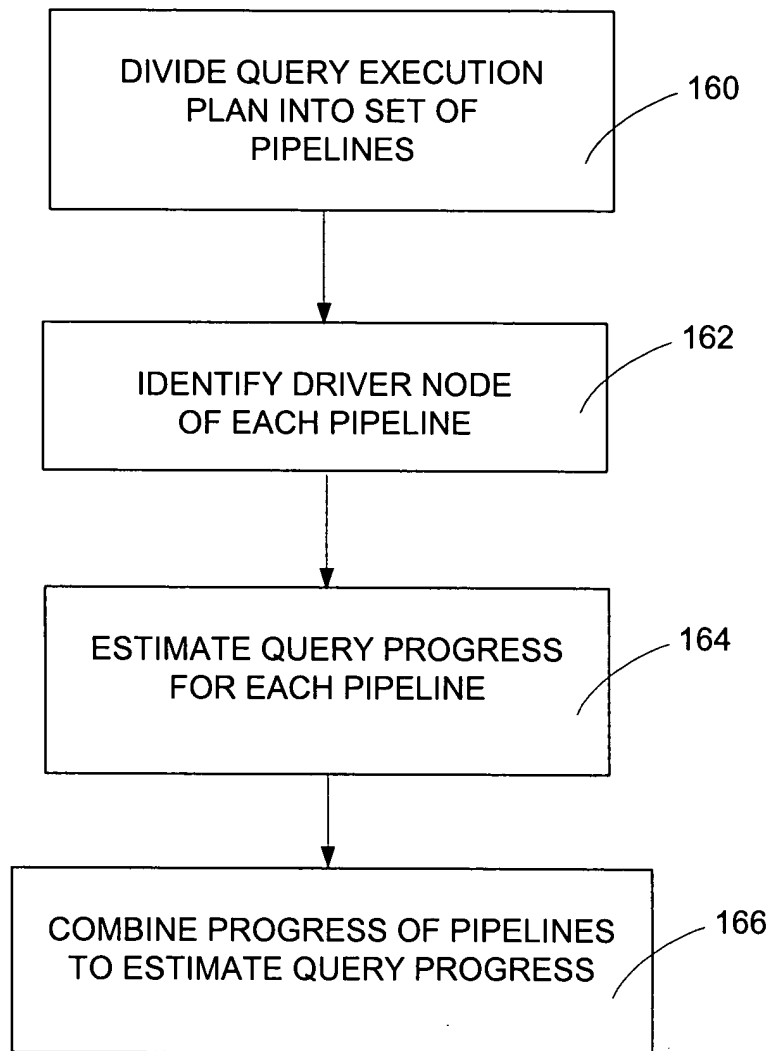 DIVIDE QUERY EXECUTION
PLAN INTO SET OF
PIPELINES
160
162
IDENTIFY DRIVER NODE
OF EACH PIPELINE
164
ESTIMATE QUERY PROGRESS
FOR EACH PIPELINE
166
COMBINE PROGRESS OF PIPELINES
TO ESTIMATE QUERY PROGRESS